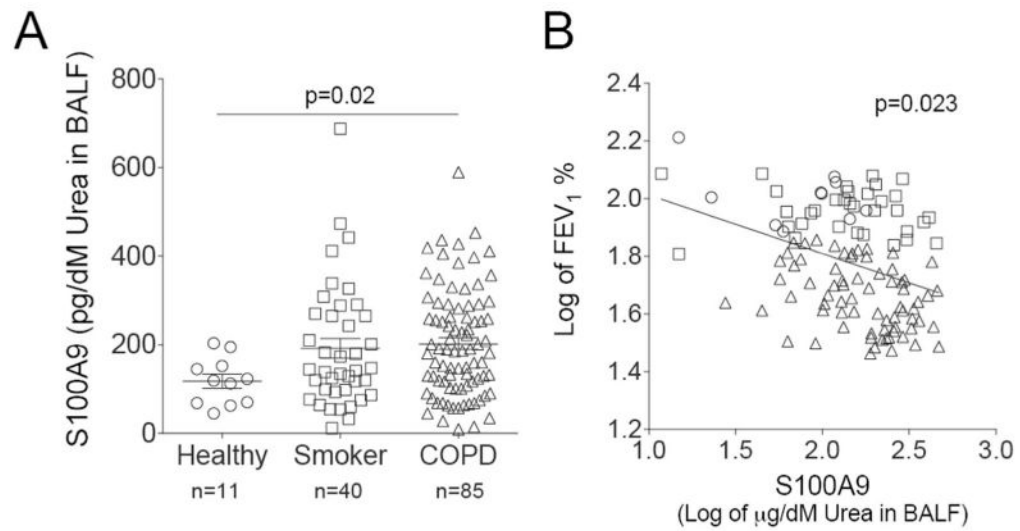 A
S100A9 (pg/dM Urea in BALF)
800
600
400
200
0
p=0.02
Healthy Smoker COPD
n=11 n=40 n=85
B
Log of FEV1 %
2.4
2.2
2.0
1.8
1.6
1.4
1.2
p=0.023
1.0 1.5 2.0 2.5 3.0
S100A9
(Log of μg/dM Urea in BALF)